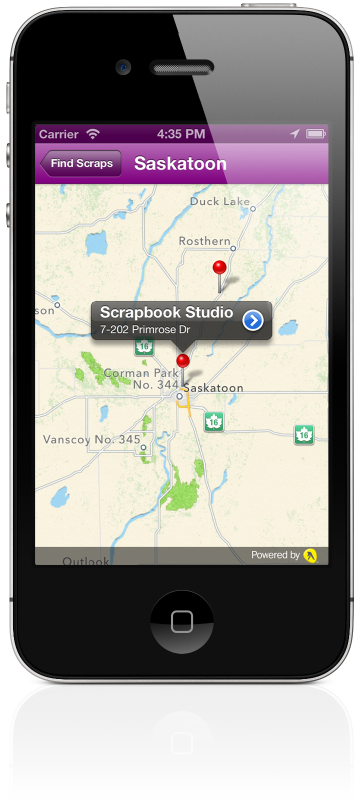 Carrier 4:35 PM
Find Scraps Saskatoon
Duck Lake
Rosthern
son
Scrapbook Studio
7-202 Primrose Dr
16
Corman Park
No. 344
Saskatoon
16
16
Vanscoy No. 345
Outlook
Powered by